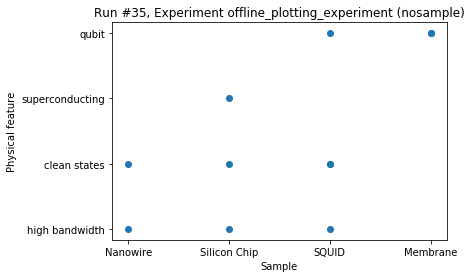 Run #35, Experiment offline_plotting_experiment (nosample)
qubit
superconducting
clean states
high bandwidth
Physical feature
Nanowire Silicon Chip SQUID Membrane
Sample